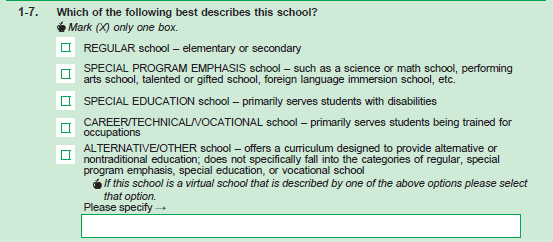 1-7. Which of the following best describes this school?
Mark (X) only one box.
REGULAR school – elementary or secondary
SPECIAL PROGRAM EMPHASIS school – such as a science or math school, performing
arts school, talented or gifted school, foreign language immersion school, etc.
SPECIAL EDUCATION school – primarily serves students with disabilities
CAREER/TECHNICAL/VOCATIONAL school – primarily serves students being trained for
occupations
ALTERNATIVE/OTHER school – offers a curriculum designed to provide alternative or
nontraditional education; does not specifically fall into the categories of regular, special
program emphasis, special education, or vocational school
If this school is a virtual school that is described by one of the above options please select
that option.
Please specify →